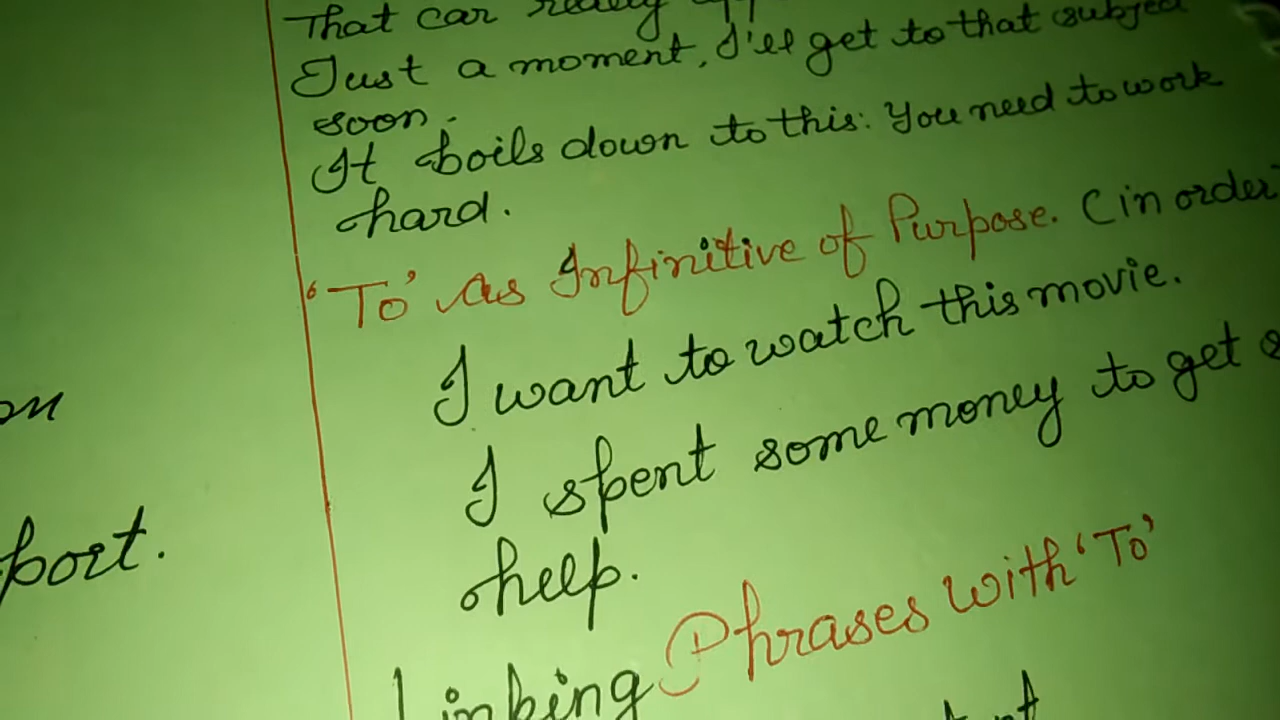 That car really
Just a moment, I'll get to that subject
soon.
It boils down to this: You need to work
hard.
'To' as Infinitive of Purpose. (in order
I want to watch this movie.
I spent some money to get
help.
port.
Linking Phrases with 'To'